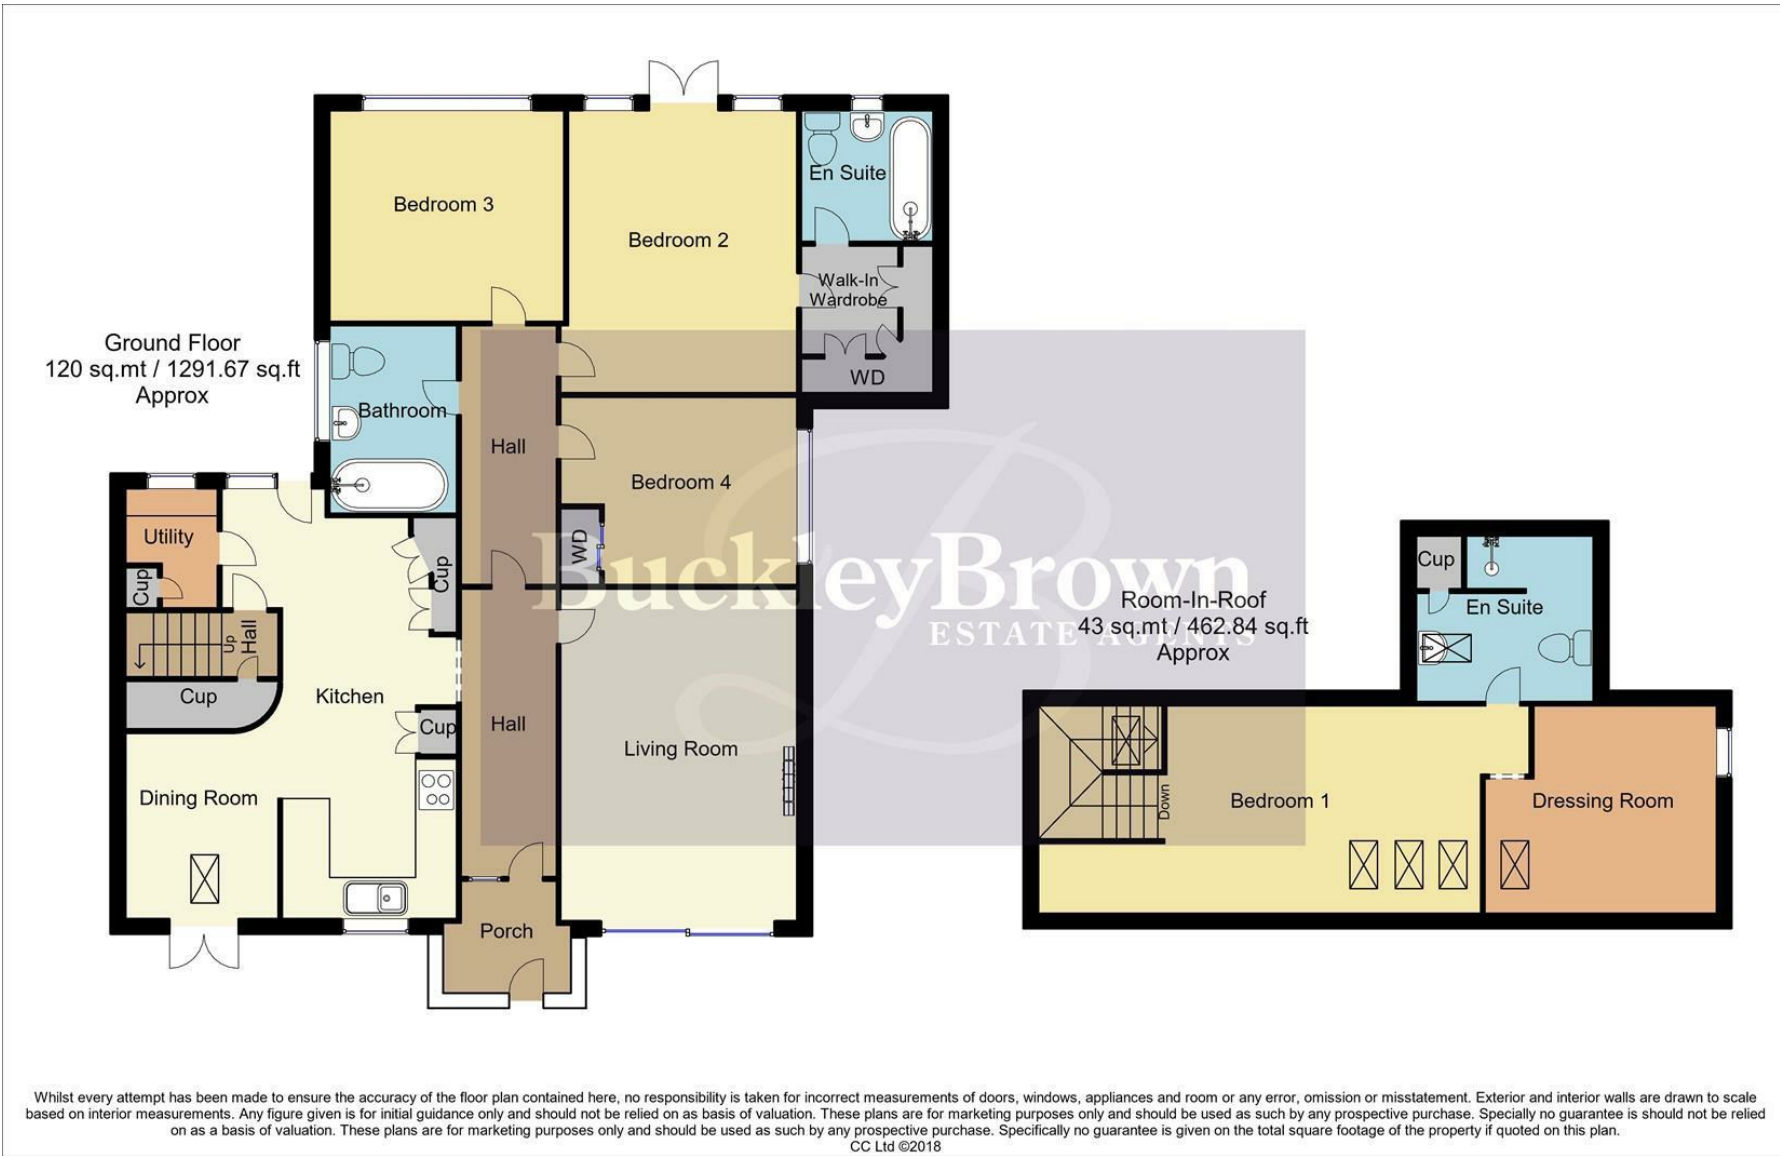 Bedroom 3
Bedroom 2
En Suite
Walk-In
Wardrobe
WD
Ground Floor
120 sq.mt / 1291.67 sq.ft
Approx
Bathroom
Hall
Bedroom 4
WD
Utility
Cup
Cup
Up
Hall
Cup
Kitchen
Cup
Hall
Living Room
Dining Room
Porch
BuckleyBrown
ESTATE AGENTS
Room-In-Roof
43 sq.mt / 462.84 sq.ft
Approx
Cup
En Suite
Down
Bedroom 1
Dressing Room
Whilst every attempt has been made to ensure the accuracy of the floor plan contained here, no responsibility is taken for incorrect measurements of doors, windows, appliances and room or any error, omission or misstatement. Exterior and interior walls are drawn to scale
based on interior measurements. Any figure given is for initial guidance only and should not be relied on as basis of valuation. These plans are for marketing purposes only and should be used as such by any prospective purchase. Specially no guarantee is should not be relied
on as a basis of valuation. These plans are for marketing purposes only and should be used as such by any prospective purchase. Specifically no guarantee is given on the total square footage of the property if quoted on this plan.
CC Ltd ©2018